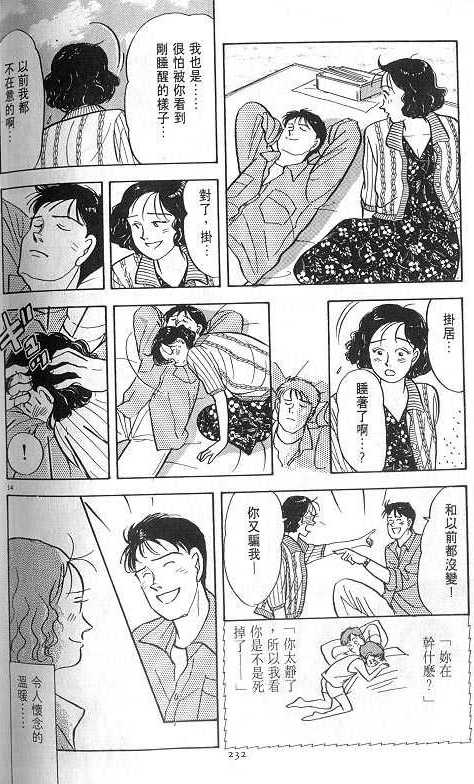 我也是……
很怕被你看到
剛睡醒的樣子…
以前我都
不在意的啊…
對了,掛…
掛居…
睡著了啊…?
!
14
和以前都沒變!
你又騙我—
「妳在
幹什麼?」
「你太靜了
,所以我看
你是不是死
掉了—」
令人懷念的
溫暖……
232